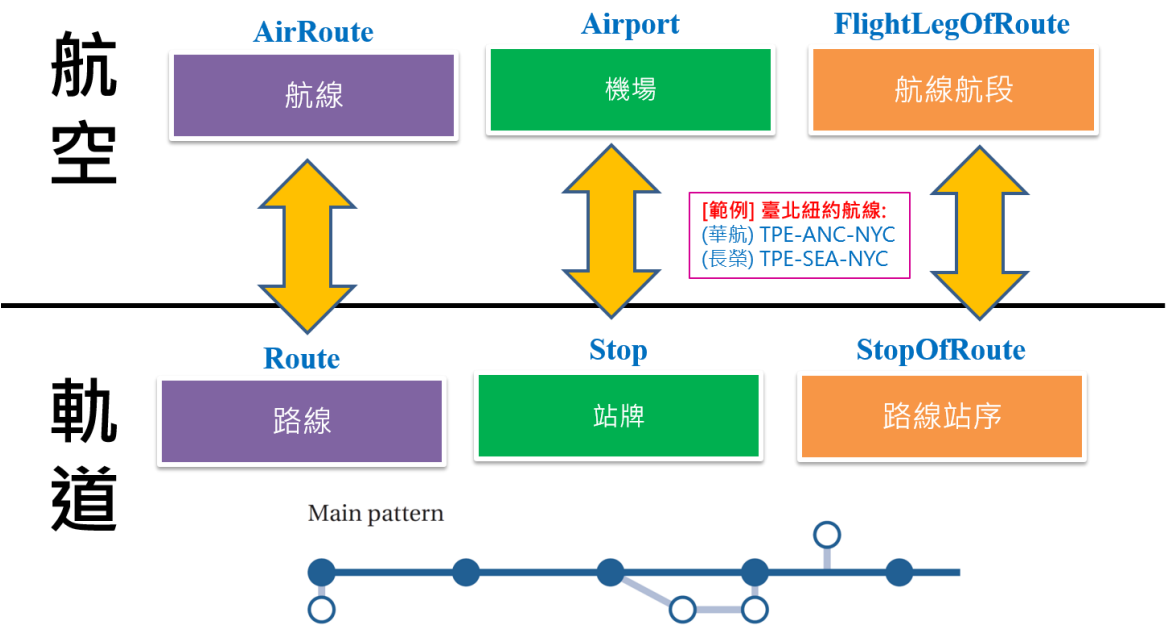 航空
AirRoute
航線
Airport
機場
FlightLegOfRoute
航線航段
[範例] 臺北紐約航線:
(華航) TPE-ANC-NYC
(長榮) TPE-SEA-NYC
軌道
Route
路線
Stop
站牌
StopOfRoute
路線站序
Main pattern